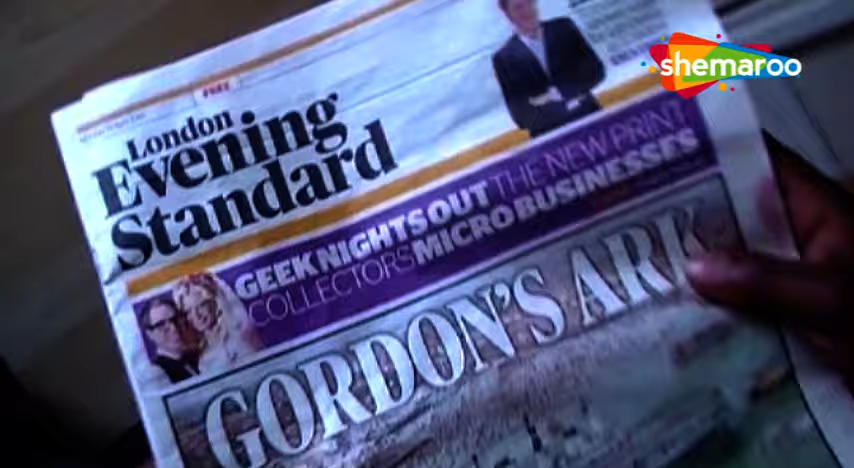 shemaroo
FREE
London
Evening
Standard
GEEK NIGHTS OUT THE NEW PRINT
COLLECTORS MICRO BUSINESSES
GORDON'S ARK